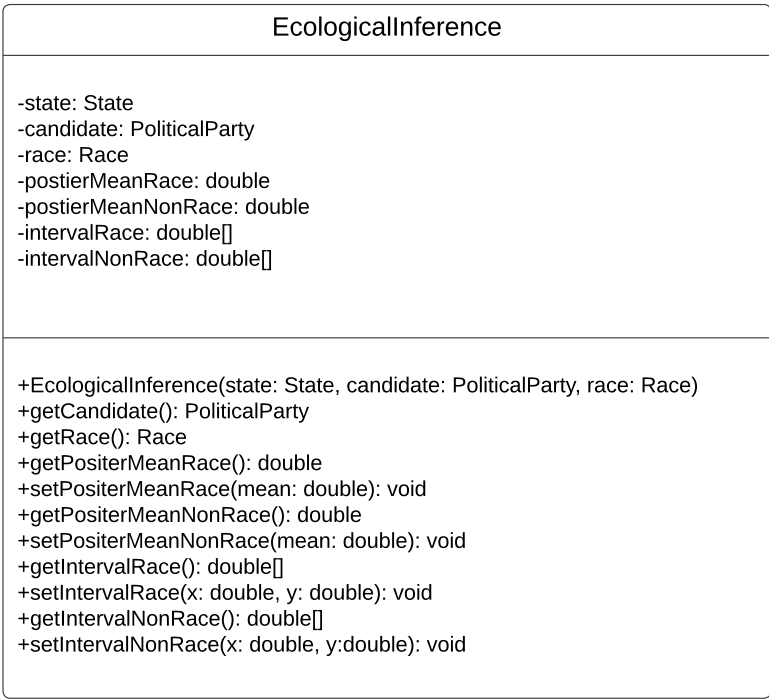 EcologicalInference
-state: State
-candidate: PoliticalParty
-race: Race
-postierMeanRace: double
-postierMeanNonRace: double
-intervalRace: double[]
-intervalNonRace: double[]
+EcologicalInference(state: State, candidate: PoliticalParty, race: Race)
+getCandidate(): PoliticalParty
+getRace(): Race
+getPositerMeanRace(): double
+setPositerMeanRace(mean: double): void
+getPositerMeanNonRace(): double
+setPositerMeanNonRace(mean: double): void
+getIntervalRace(): double[]
+setIntervalRace(x: double, y: double): void
+getIntervalNonRace(): double[]
+setIntervalNonRace(x: double, y:double): void